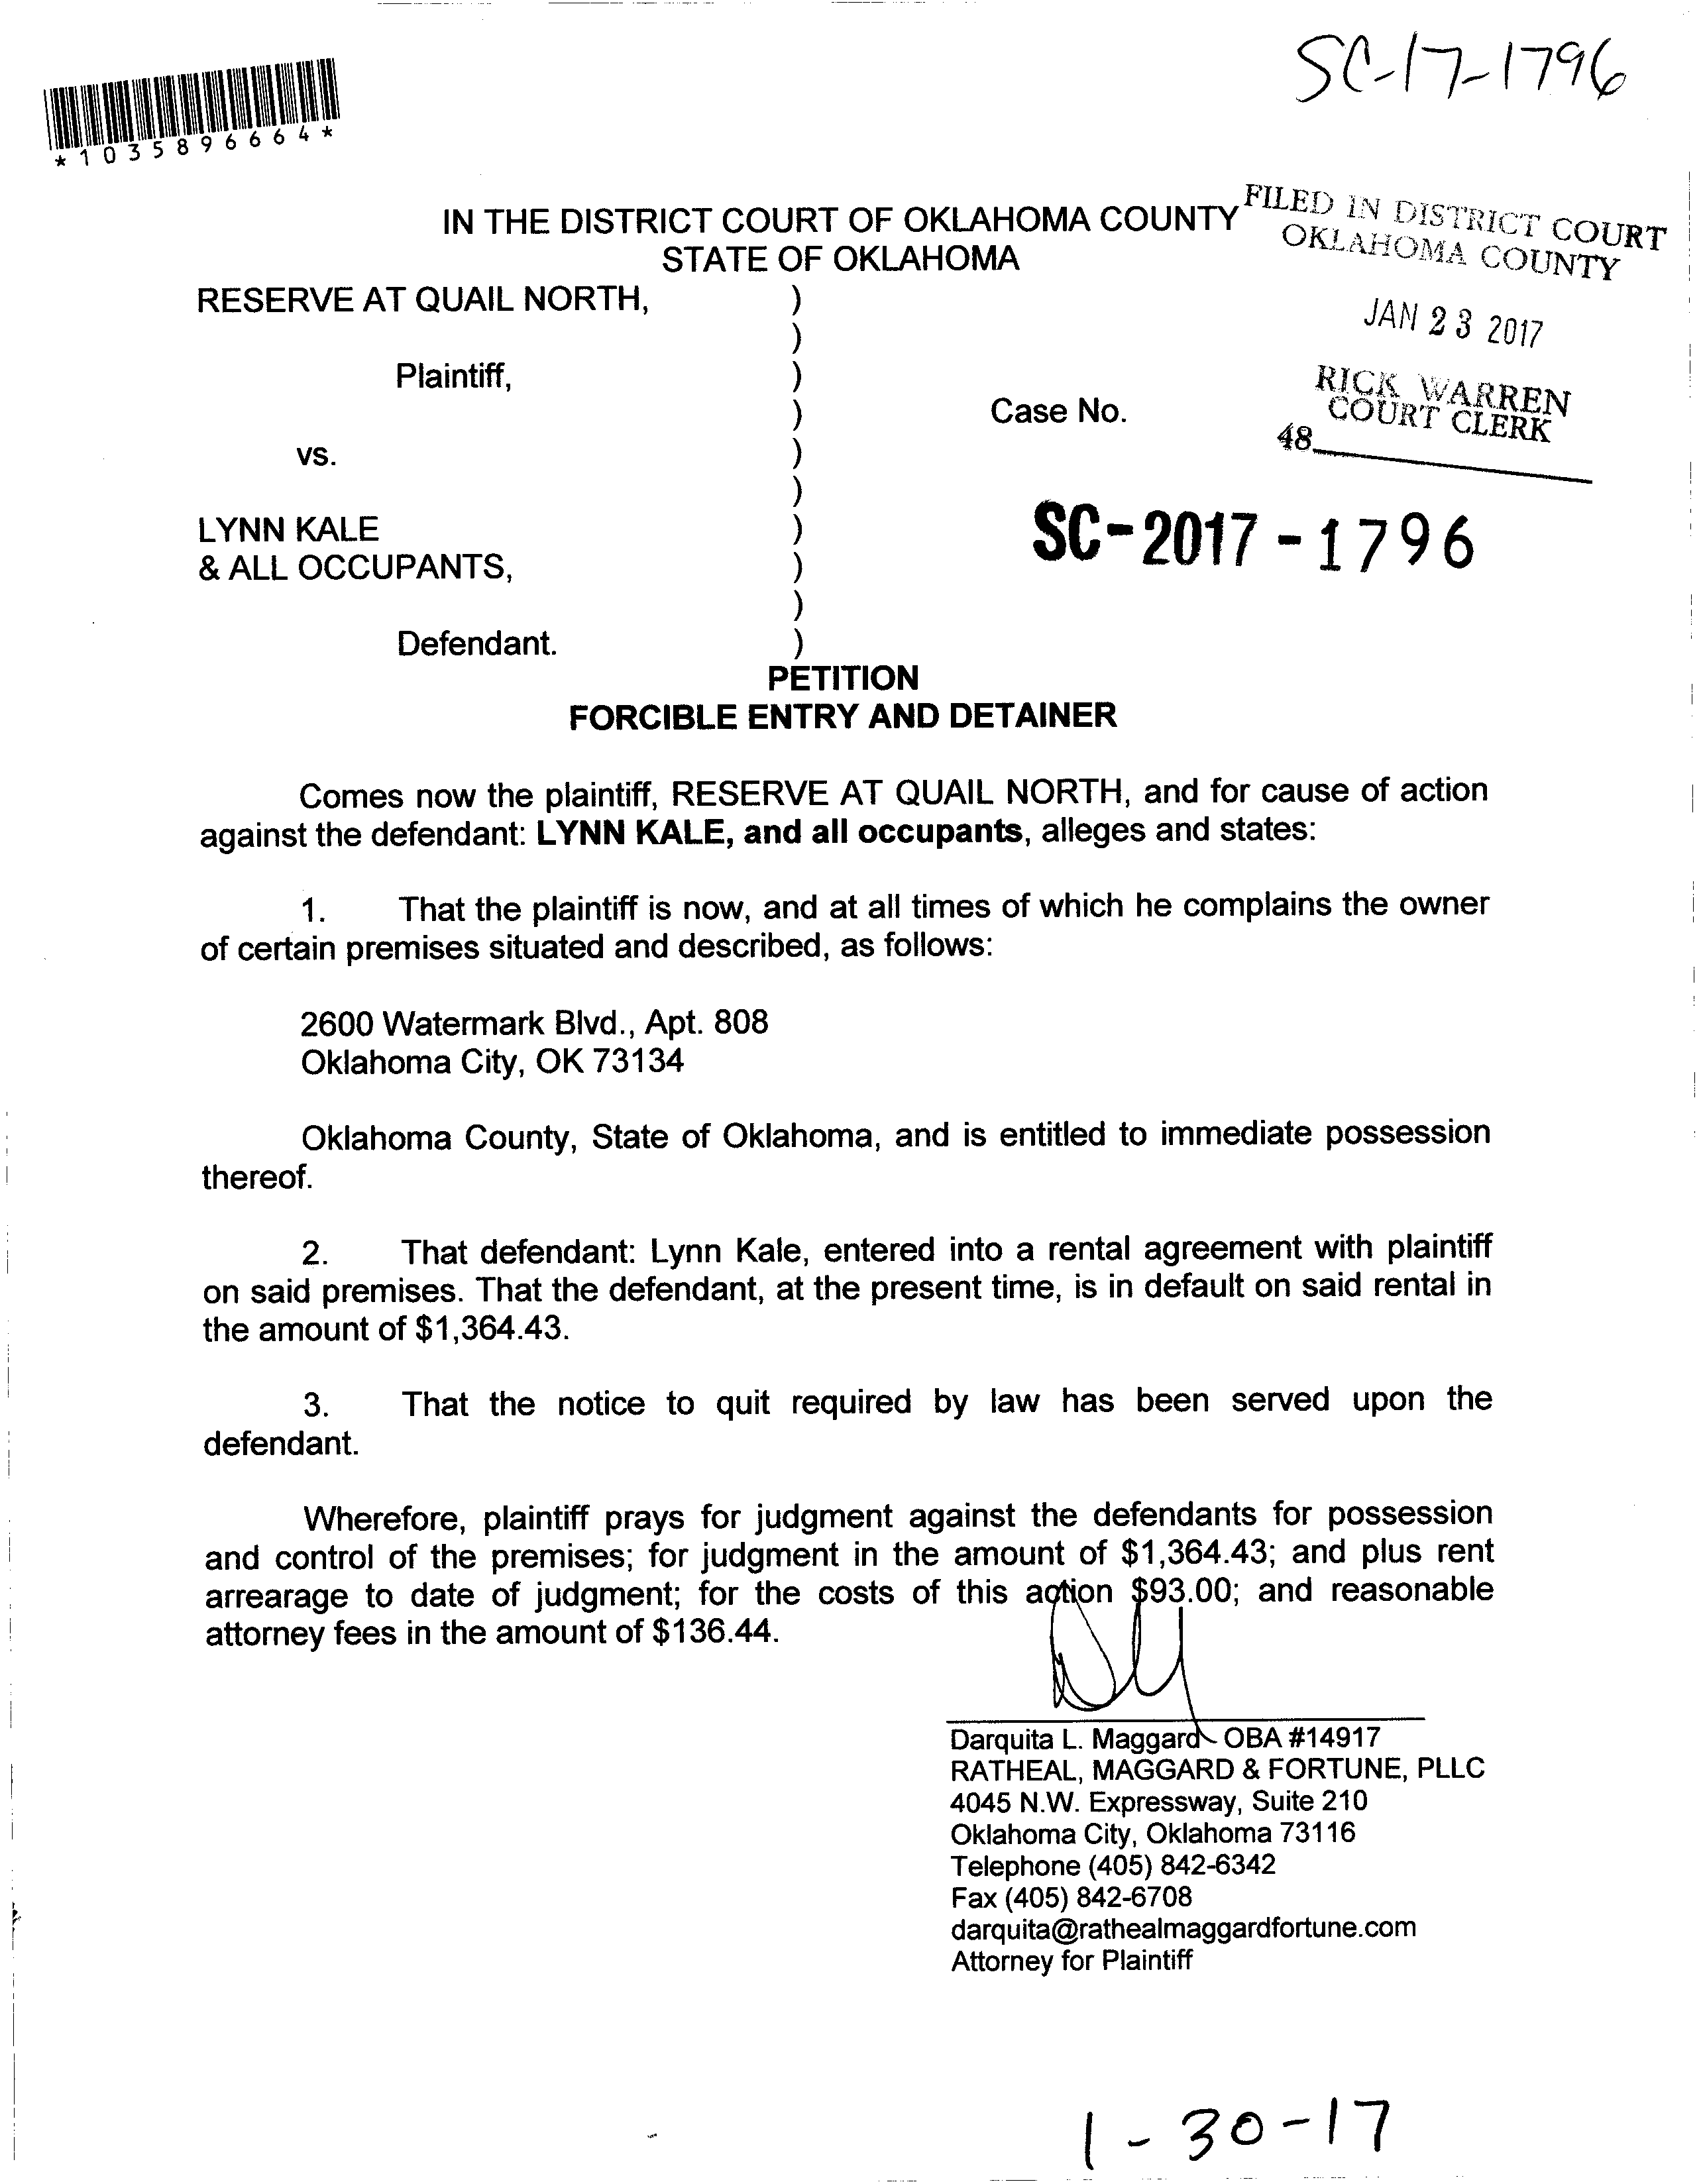 SC-17-1796
*1035896664*
IN THE DISTRICT COURT OF OKLAHOMA COUNTY
STATE OF OKLAHOMA
FILED IN DISTRICT COURT
OKLAHOMA COUNTY
JAN 23 2017
RICK WARREN
COURT CLERK
48
RESERVE AT QUAIL NORTH, )
)
Plaintiff, )
) Case No.
vs. )
)
LYNN KALE ) SC-2017-1796
& ALL OCCUPANTS, )
)
Defendant. )
PETITION
FORCIBLE ENTRY AND DETAINER
Comes now the plaintiff, RESERVE AT QUAIL NORTH, and for cause of action
against the defendant: LYNN KALE, and all occupants, alleges and states:
1. That the plaintiff is now, and at all times of which he complains the owner
of certain premises situated and described, as follows:
2600 Watermark Blvd., Apt. 808
Oklahoma City, OK 73134
Oklahoma County, State of Oklahoma, and is entitled to immediate possession
thereof.
2. That defendant: Lynn Kale, entered into a rental agreement with plaintiff
on said premises. That the defendant, at the present time, is in default on said rental in
the amount of $1,364.43.
3. That the notice to quit required by law has been served upon the
defendant.
Wherefore, plaintiff prays for judgment against the defendants for possession
and control of the premises; for judgment in the amount of $1,364.43; and plus rent
arrearage to date of judgment; for the costs of this action $93.00; and reasonable
attorney fees in the amount of $136.44.
Darquita L. Maggard OBA #14917
RATHEAL, MAGGARD & FORTUNE, PLLC
4045 N.W. Expressway, Suite 210
Oklahoma City, Oklahoma 73116
Telephone (405) 842-6342
Fax (405) 842-6708
darquita@rathealmaggardfortune.com
Attorney for Plaintiff
1-30-17